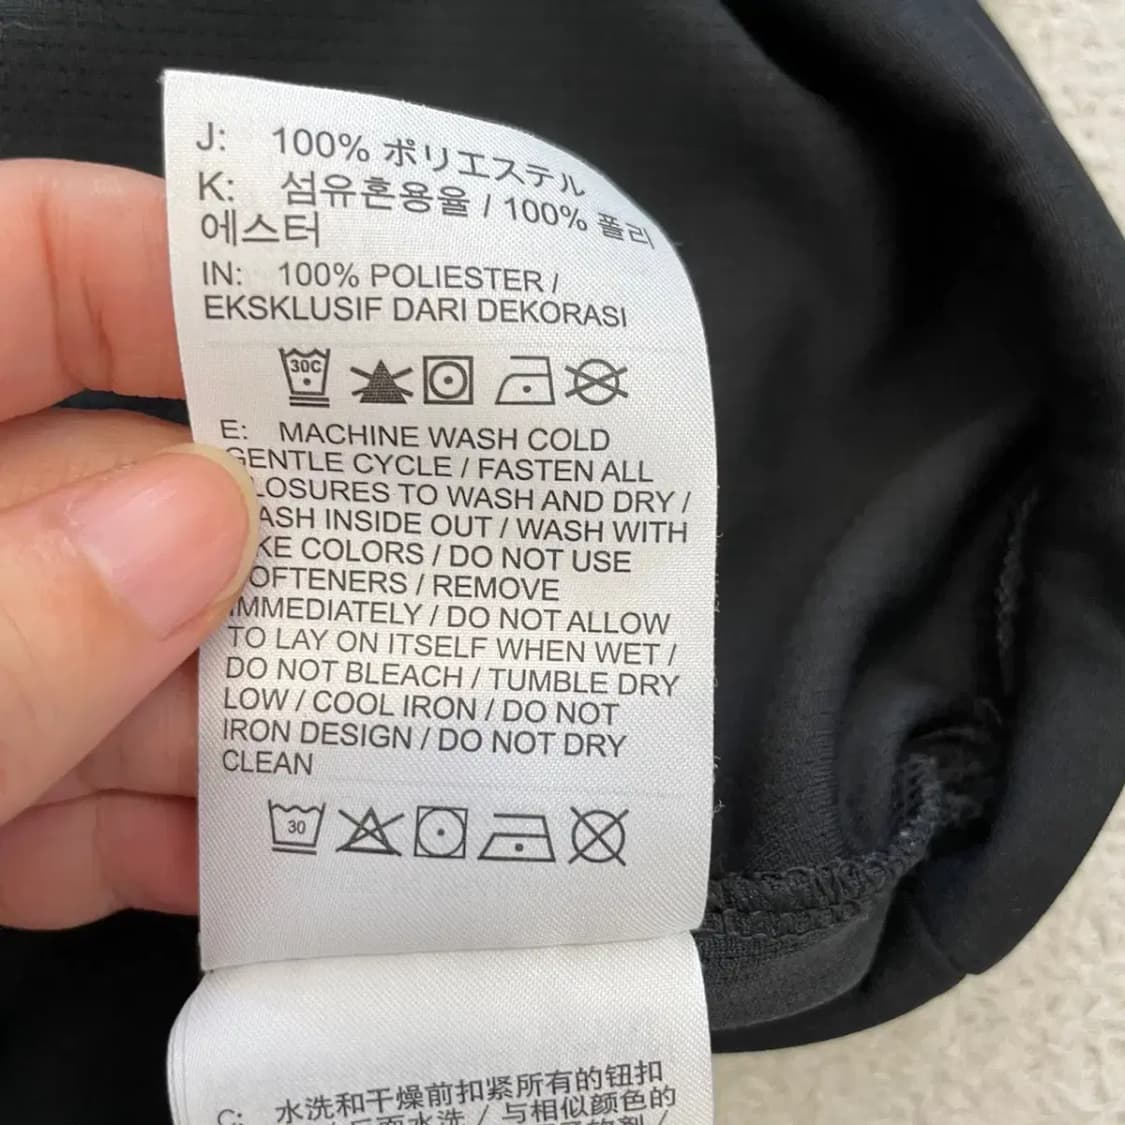 J: 100% ポリエステル
K: 섬유혼용율 / 100% 폴리
에스터
IN: 100% POLIESTER /
EKSKLUSIF DARI DEKORASI
30C
E: MACHINE WASH COLD
GENTLE CYCLE / FASTEN ALL
LOSURES TO WASH AND DRY /
ASH INSIDE OUT / WASH WITH
KE COLORS / DO NOT USE
OFTENERS / REMOVE
IMMEDIATELY / DO NOT ALLOW
TO LAY ON ITSELF WHEN WET /
DO NOT BLEACH / TUMBLE DRY
LOW / COOL IRON / DO NOT
IRON DESIGN / DO NOT DRY
CLEAN
30
C: 水洗和干燥前扣紧所有的钮扣
反面水洗 / 与相似颜色的